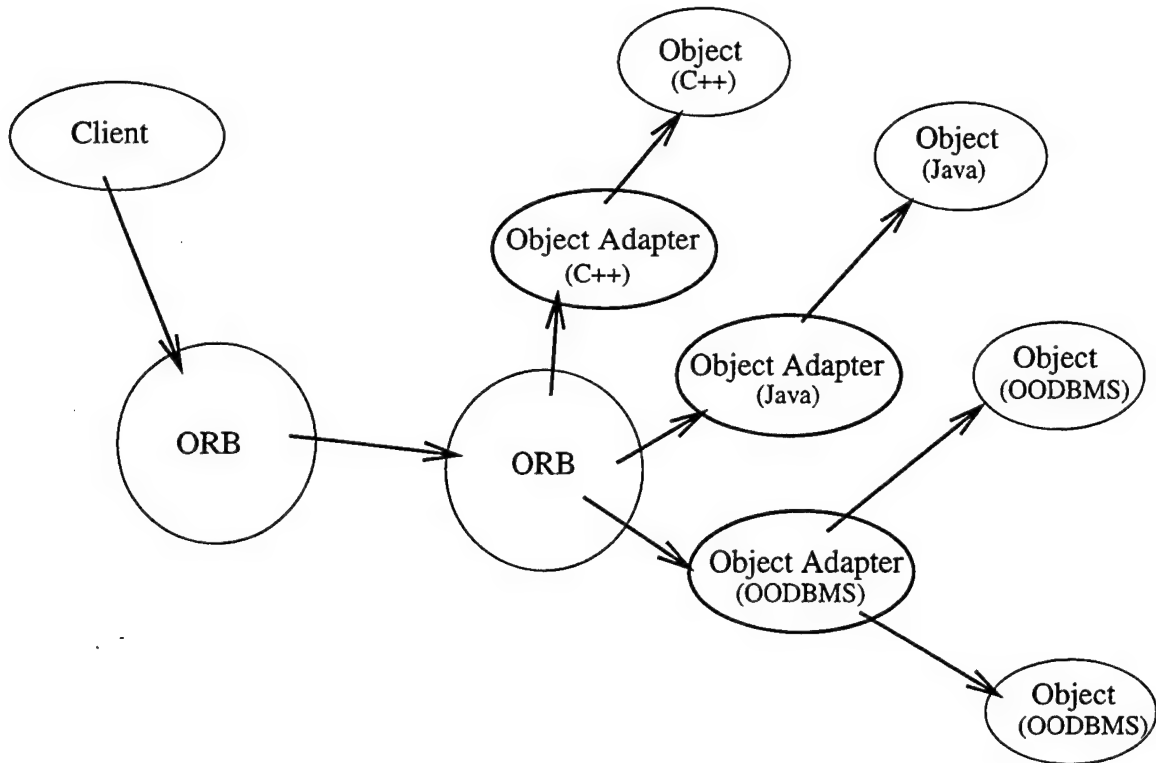 Object
(C++)
Client
Object
(Java)
Object Adapter
(C++)
Object Adapter
(Java)
Object
(OODBMS)
ORB
ORB
Object Adapter
(OODBMS)
Object
(OODBMS)